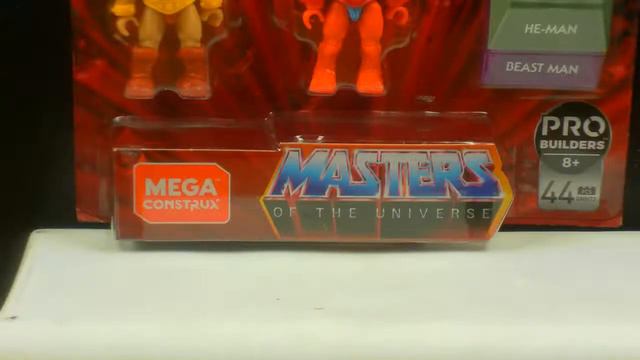 HE-MAN
BEAST MAN
PRO
BUILDERS
8+
44
MEGA
CONSTRUX
MASTERS
OF THE UNIVERSE